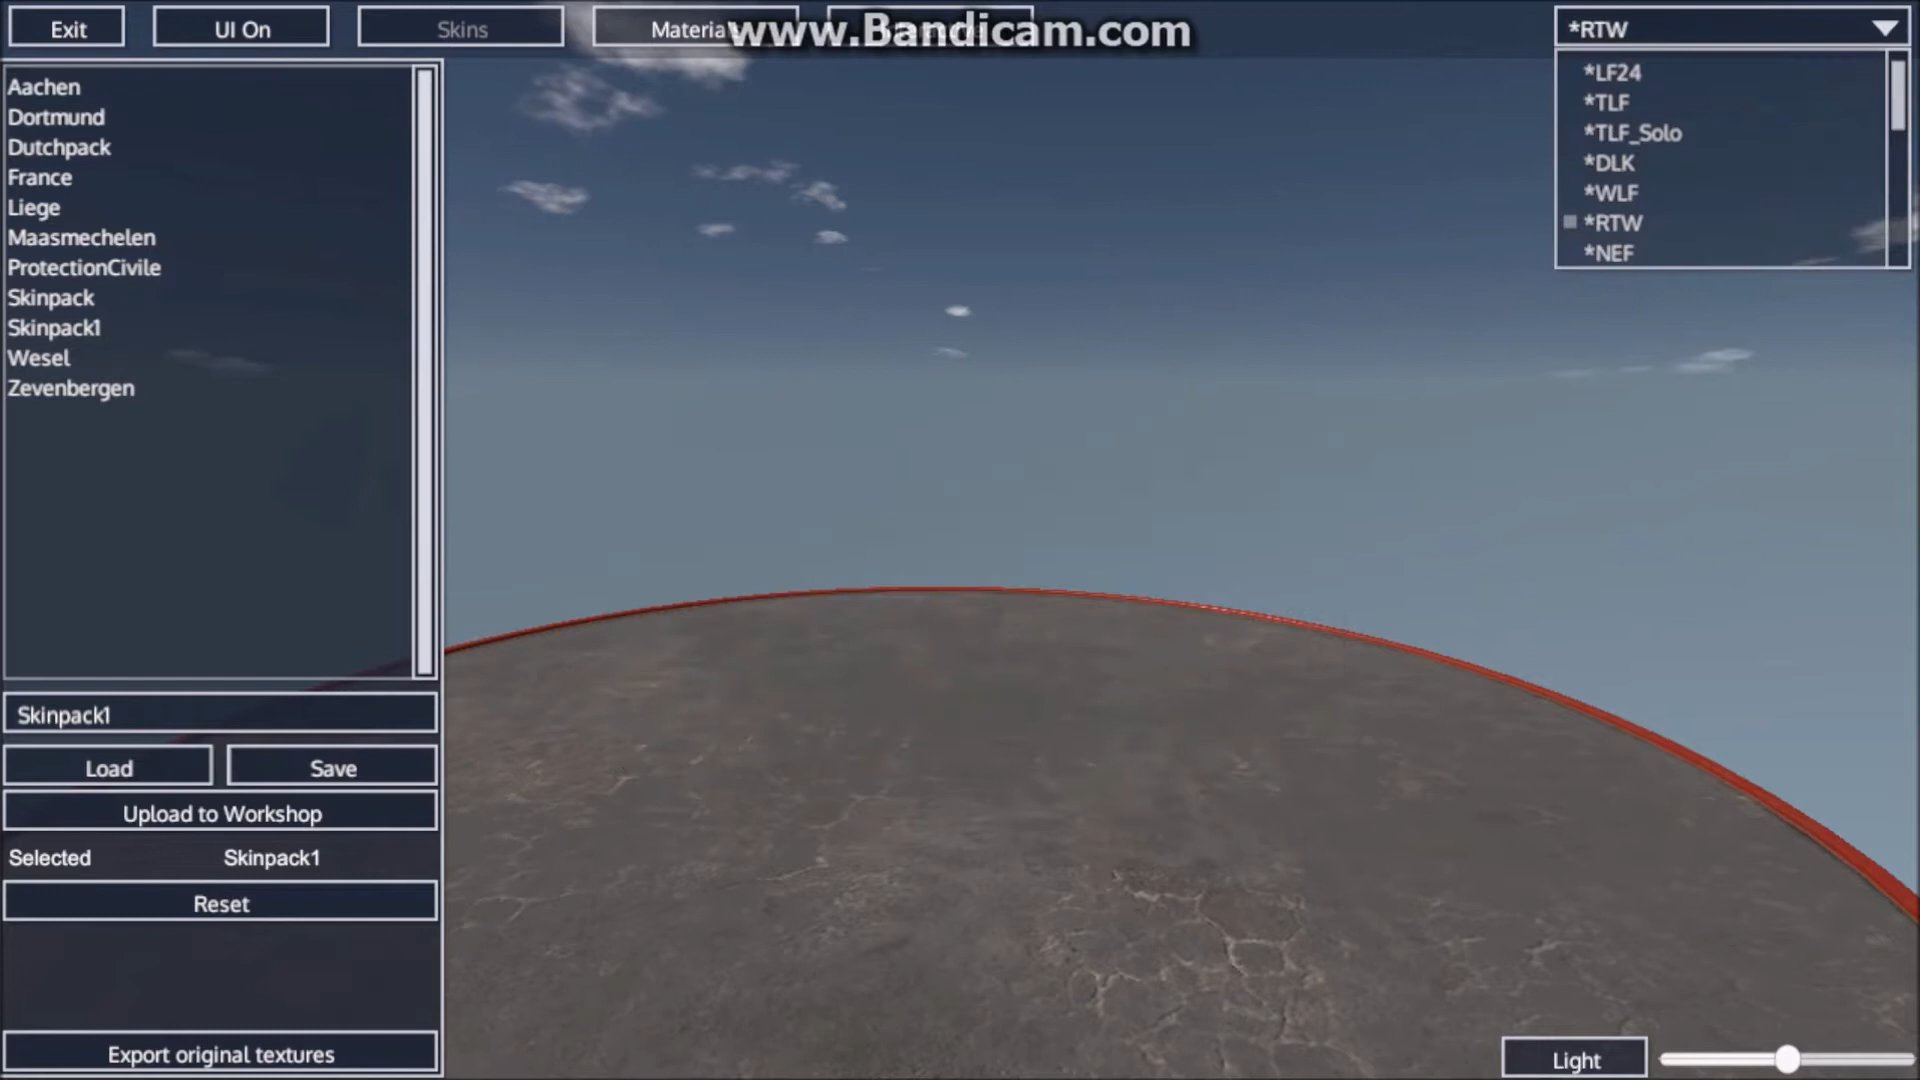 Exit
UI On
Skins
Material
www.Bandicam.com
*RTW
*LF24
*TLF
*TLF_Solo
*DLK
*WLF
*RTW
*NEF
Aachen
Dortmund
Dutchpack
France
Liege
Maasmechelen
ProtectionCivile
Skinpack
Skinpack1
Wesel
Zevenbergen
Skinpack1
Load
Save
Upload to Workshop
Selected Skinpack1
Reset
Export original textures
Light